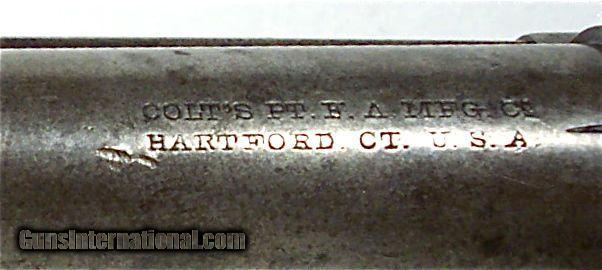 COLT'S PT. F. A. MFG. Co.
HARTFORD. CT. U. S. A.
GunsInternational.com